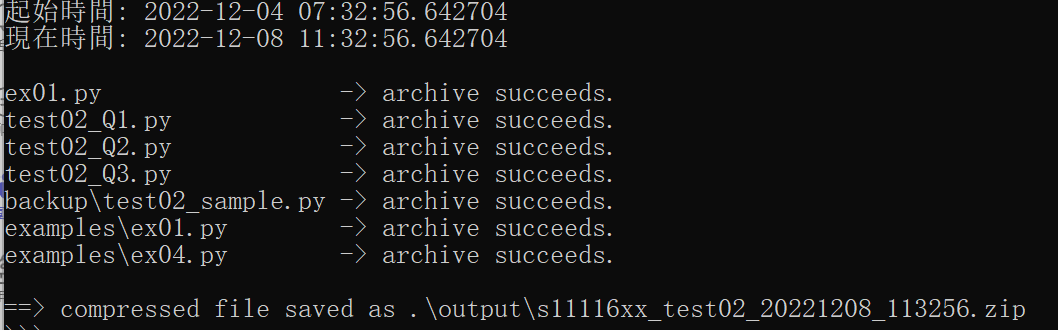 起始時間: 2022-12-04 07:32:56.642704
現在時間: 2022-12-08 11:32:56.642704
ex01.py -> archive succeeds.
test02_Q1.py -> archive succeeds.
test02_Q2.py -> archive succeeds.
test02_Q3.py -> archive succeeds.
backup\test02_sample.py -> archive succeeds.
examples\ex01.py -> archive succeeds.
examples\ex04.py -> archive succeeds.
==> compressed file saved as .\output\s11116xx_test02_20221208_113256.zip